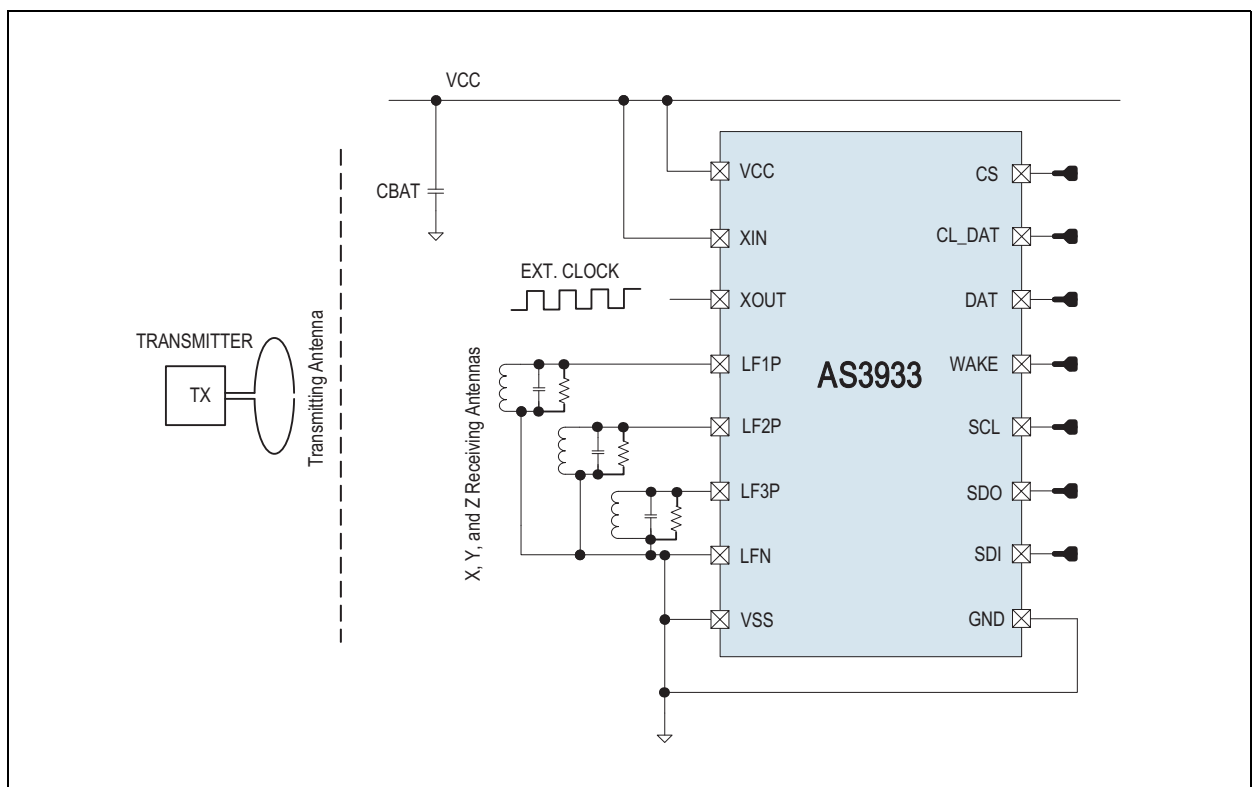 VCC
CBAT
EXT. CLOCK
TRANSMITTER
TX
Transmitting Antenna
X, Y, and Z Receiving Antennas
VCC
XIN
XOUT
LF1P
LF2P
LF3P
LFN
VSS
AS3933
CS
CL_DAT
DAT
WAKE
SCL
SDO
SDI
GND